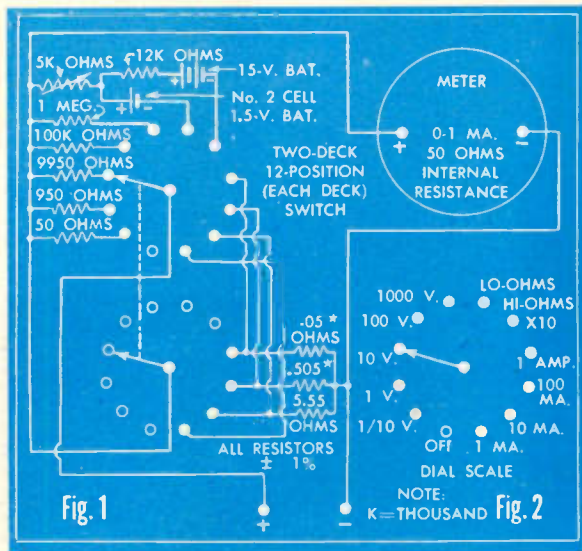 5K OHMS
12K OHMS
15-V. BAT.
1 MEG.
No. 2 CELL
1.5-V. BAT.
100K OHMS
9950 OHMS
950 OHMS
50 OHMS
TWO-DECK
12-POSITION
(EACH DECK)
SWITCH
METER
+ 0-1 MA. -
50 OHMS
INTERNAL
RESISTANCE
.05*
OHMS
.505*
5.55
OHMS
ALL RESISTORS
± 1%
LO-OHMS
HI-OHMS
X10
1000 V.
100 V.
10 V.
1 V.
1/10 V.
OFF
1 MA.
10 MA.
100
MA.
1 AMP.
DIAL SCALE
NOTE:
K=THOUSAND
Fig. 1
+
-
Fig. 2